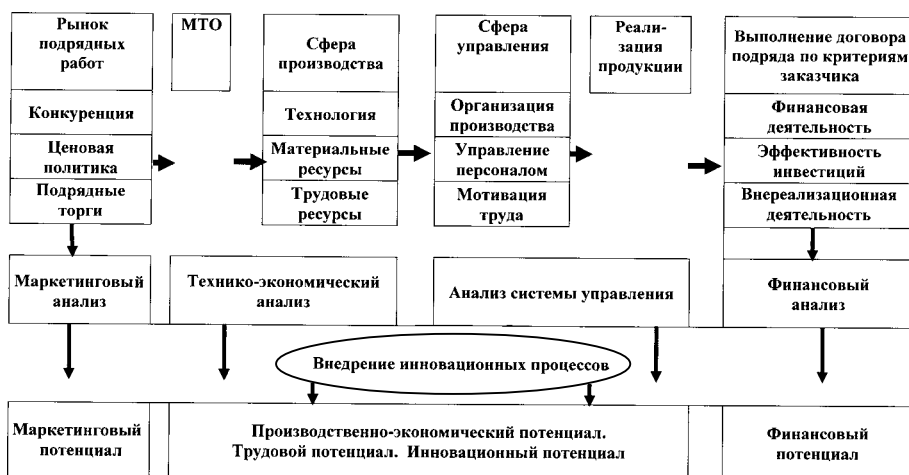 Рынок
подрядных
работ
МТО
Сфера
производства
Сфера
управления
Реали-
зация
продукции
Выполнение договора
подряда по критериям
заказчика
Конкуренция
Технология
Организация
производства
Финансовая
деятельность
Ценовая
политика
Материальные
ресурсы
Управление
персоналом
Эффективность
инвестиций
Подрядные
торги
Трудовые
ресурсы
Мотивация
труда
Внереализационная
деятельность
Маркетинговый
анализ
Технико-экономический
анализ
Анализ системы управления
Финансовый
анализ
Внедрение инновационных процессов
Маркетинговый
потенциал
Производственно-экономический потенциал.
Трудовой потенциал. Инновационный потенциал
Финансовый
потенциал